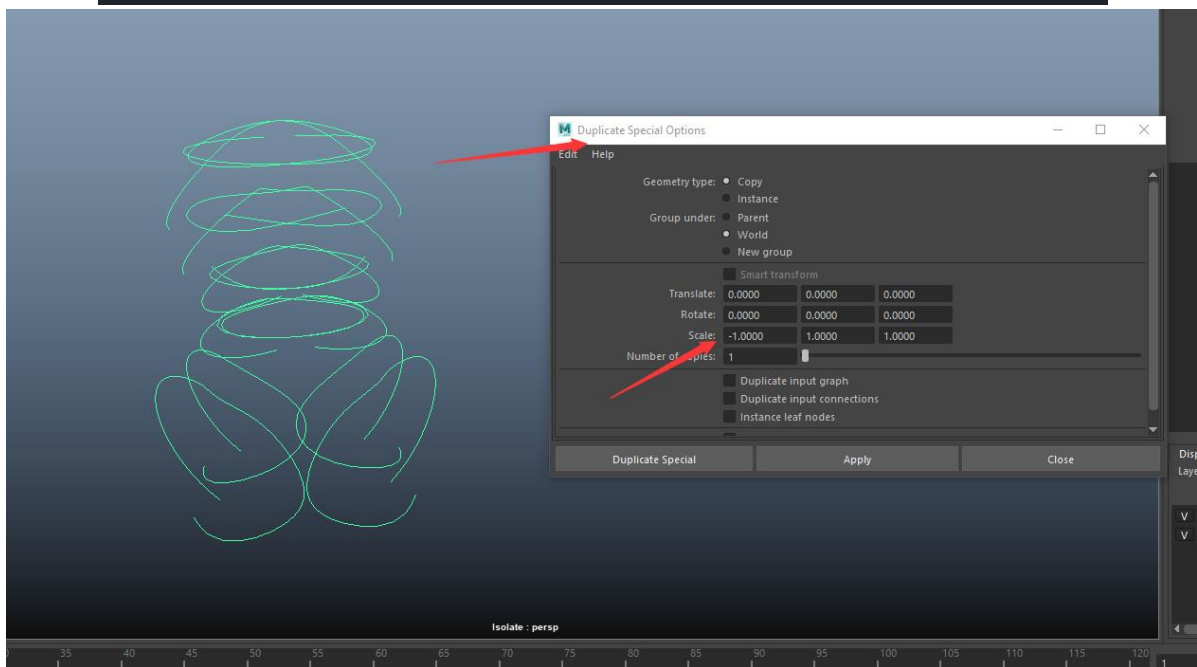 Duplicate Special Options
Edit Help
Geometry type: Copy
Instance
Group under: Parent
World
New group
Smart transform
Translate: 0.0000 0.0000 0.0000
Rotate: 0.0000 0.0000 0.0000
Scale: -1.0000 1.0000 1.0000
Number of copies: 1
Duplicate input graph
Duplicate input connections
Instance leaf nodes
Duplicate Special Apply Close
Disp
Laye
V
V
Isolate : persp
35 40 45 50 55 60 65 70 75 80 85 90 95 100 105 110 115 120
1